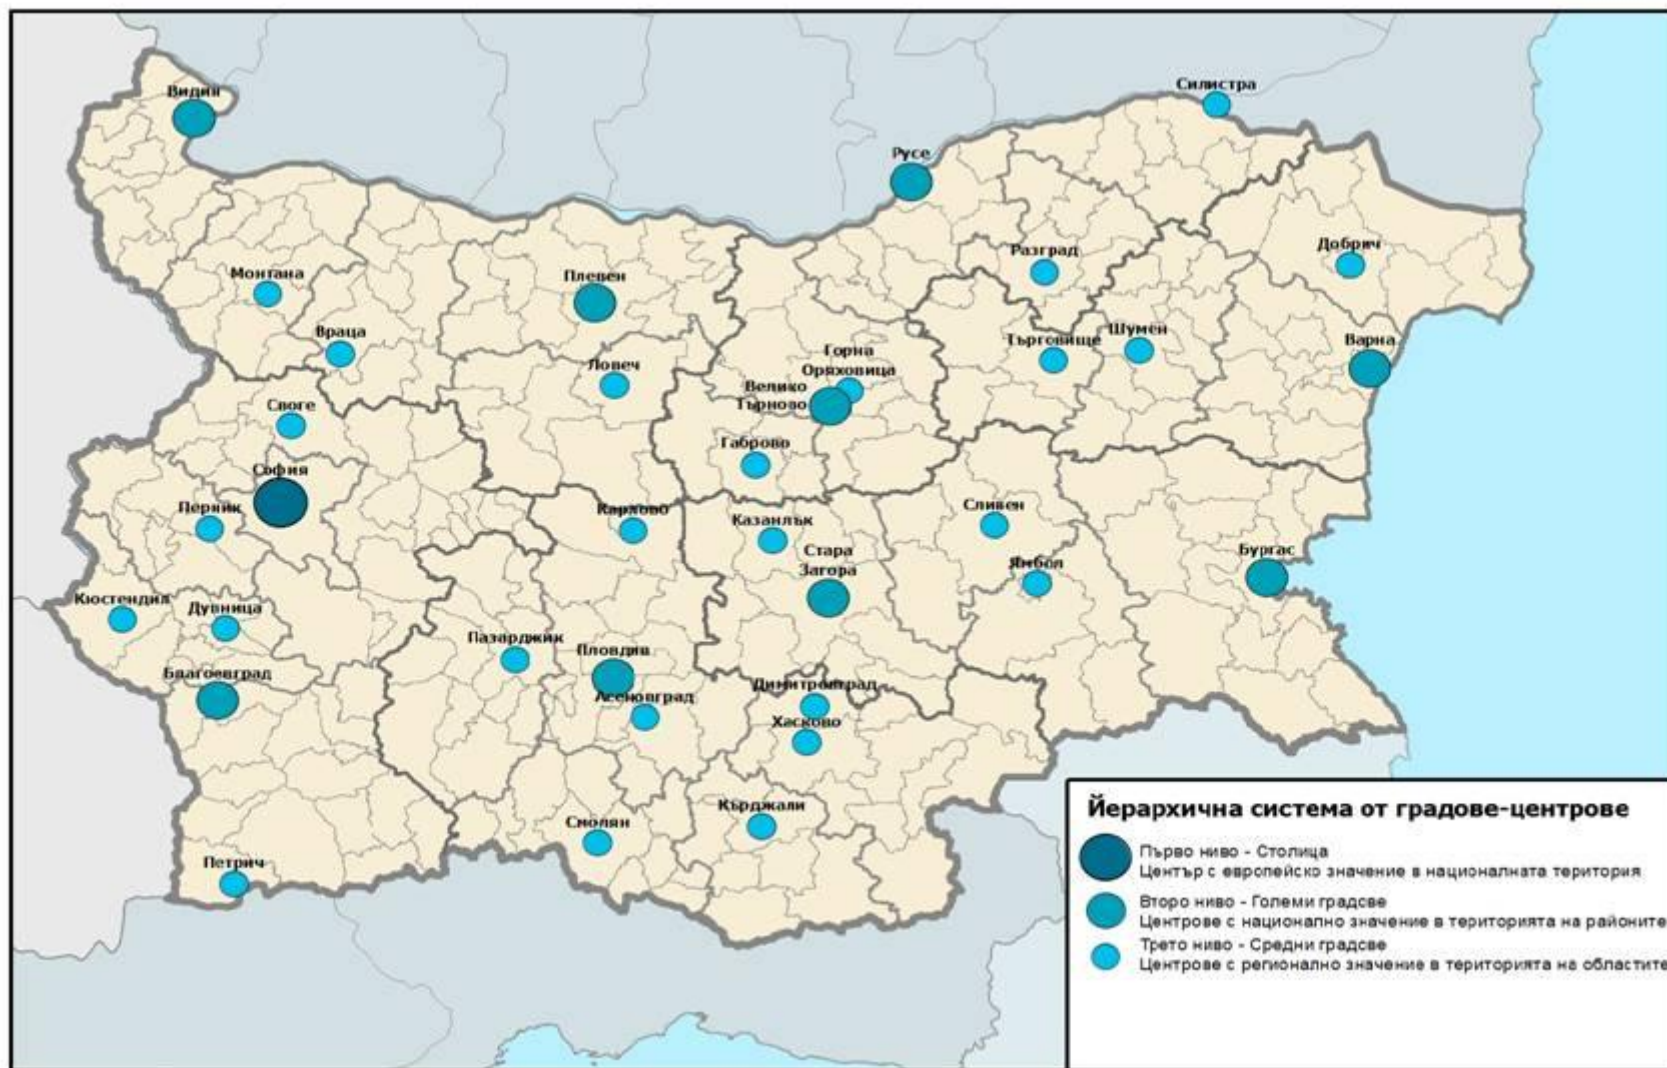 Видин
Силистра
Русе
Добрич
Разград
Монтана
Плевен
Враца
Шумен
Търговище
Варна
Горна
Оряховица
Ловеч
Велико
Търново
Своге
Габрово
София
Перник
Карлово
Казанлък
Сливен
Стара
Загора
Ямбол
Бургас
Кюстендил
Дупница
Пазарджик
Пловдив
Благоевград
Асеновград
Димитровград
Хасково
Кърджали
Смолян
Петрич
Йерархична система от градове-центрове
Първо ниво - Столица
Център с европейско значение в националната територия
Второ ниво - Големи градове
Центрове с национално значение в територията на районите
Трето ниво - Средни градове
Центрове с регионално значение в територията на областите